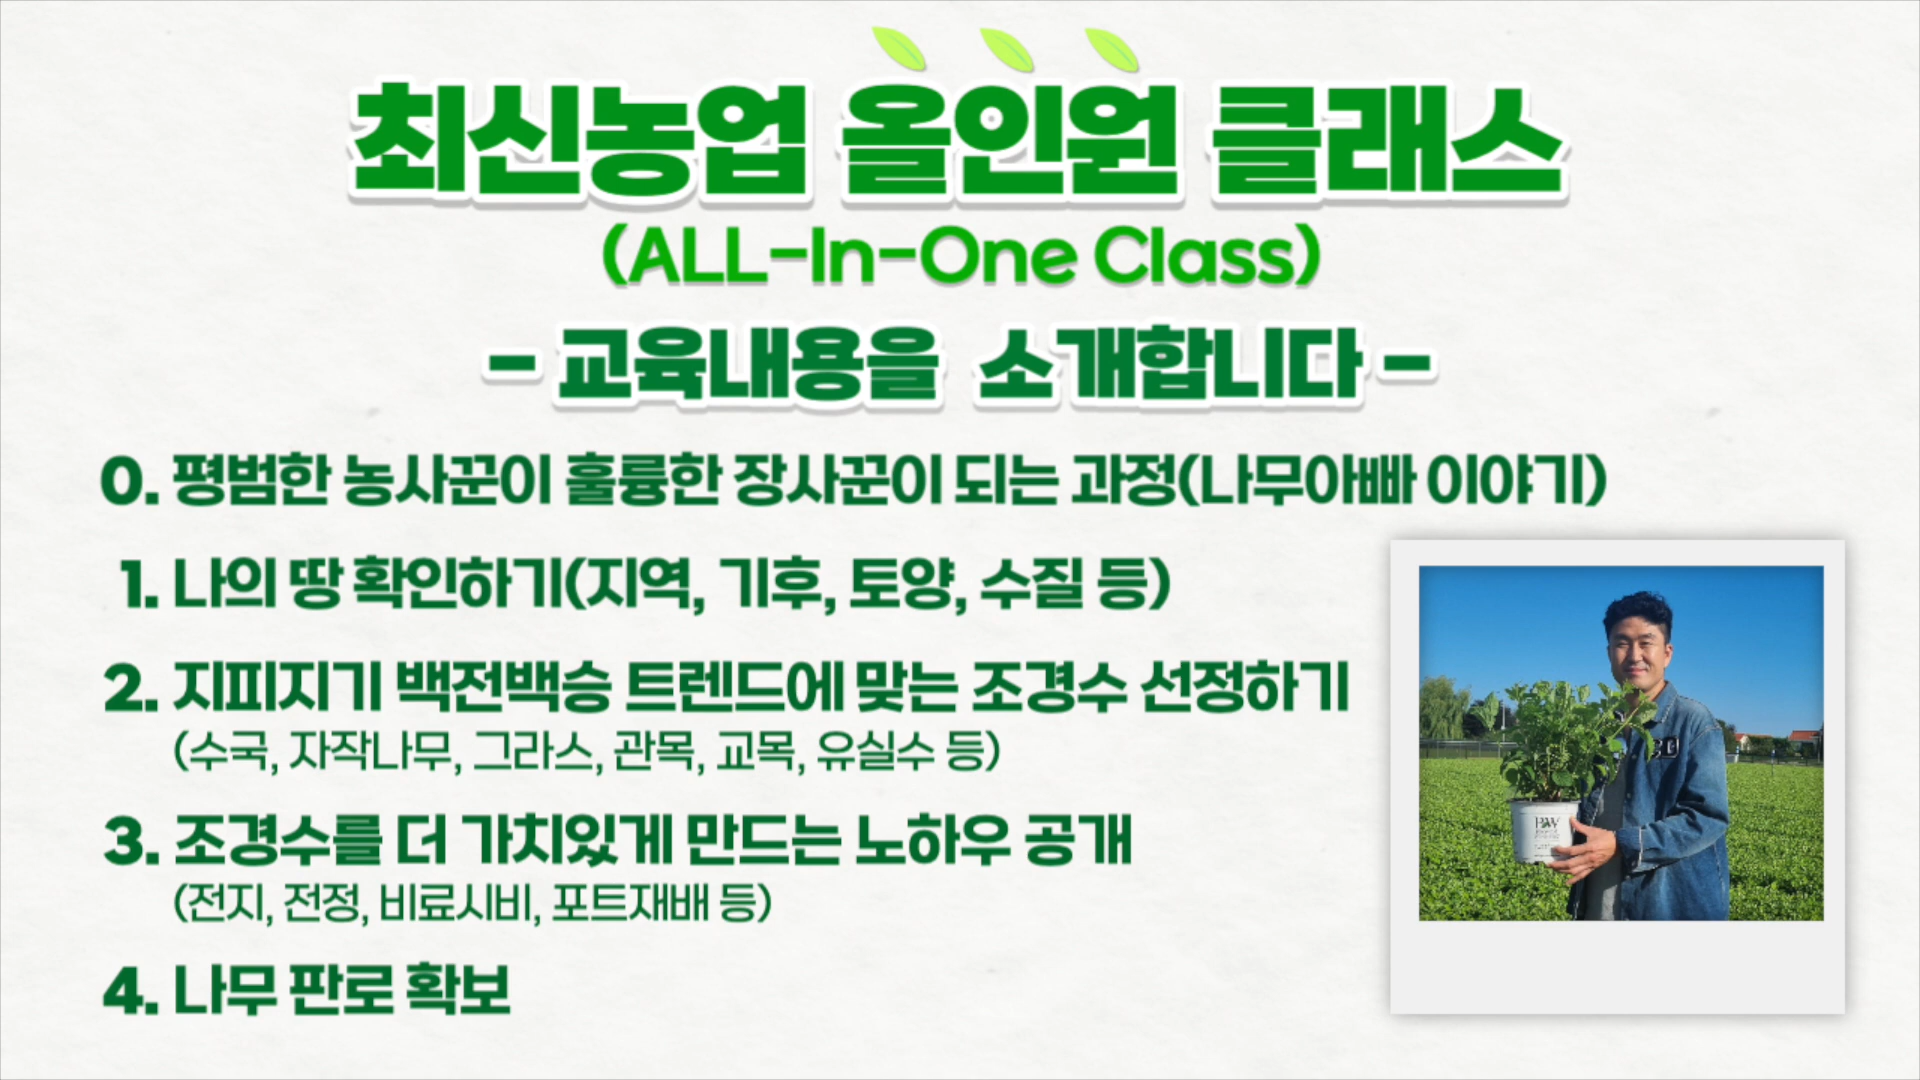 최신농업 올인원 클래스
(ALL-In-One Class)
- 교육내용을 소개합니다 -
0. 평범한 농사꾼이 훌륭한 장사꾼이 되는 과정(나무아빠 이야기)
1. 나의 땅 확인하기(지역, 기후, 토양, 수질 등)
2. 지피지기 백전백승 트렌드에 맞는 조경수 선정하기
(수국, 자작나무, 그라스, 관목, 교목, 유실수 등)
3. 조경수를 더 가치있게 만드는 노하우 공개
(전지, 전정, 비료시비, 포트재배 등)
4. 나무 판로 확보
PW